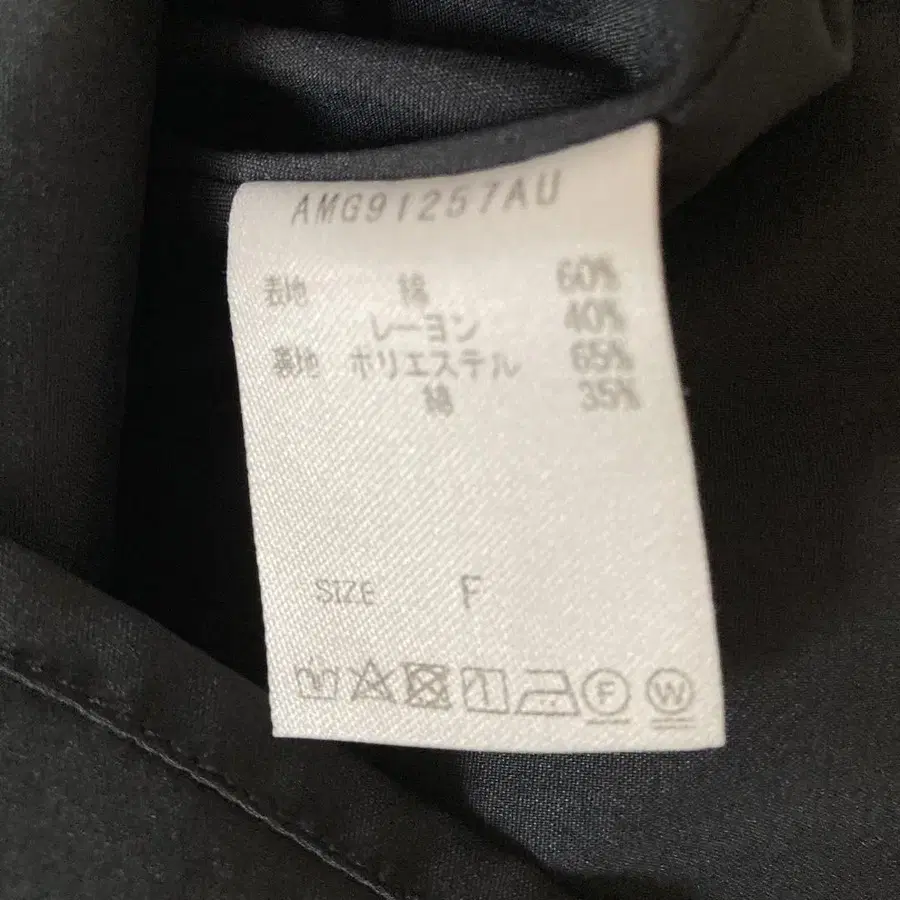 AMG91257AU
表地 綿 60%
レーヨン 40%
裏地 ポリエステル 65%
綿 35%
SIZE F
F W